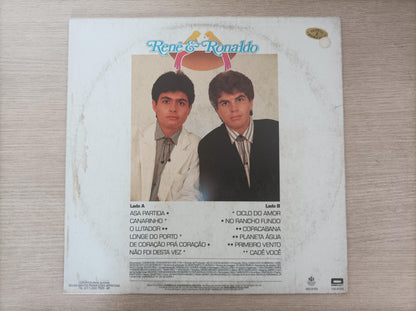 Renê & Ronaldo
Lado A
ASA PARTIDA •
CANARINHO *
O LUTADOR ••
LONGE DO PORTO *
DE CORAÇÃO PRÁ CORAÇÃO •
NÃO FOI DESTA VEZ *
Lado B
* CICLO DO AMOR
• NO RANCHO FUNDO
•• COPACABANA
• PLANETA ÁGUA
•• PRIMEIRO VENTO
** CADÊ VOCÊ